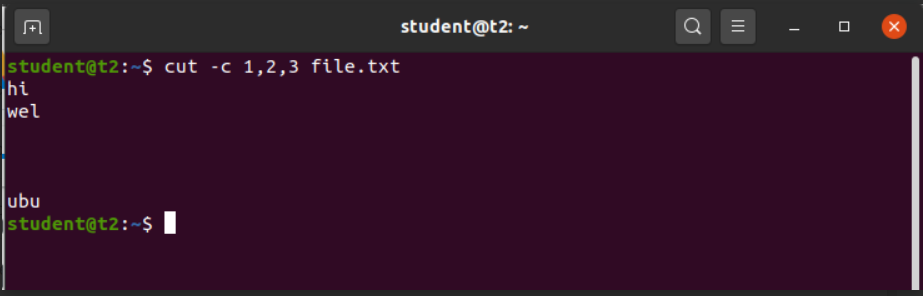 student@t2: ~
student@t2:~$ cut -c 1,2,3 file.txt
hi
wel
ubu
student@t2:~$